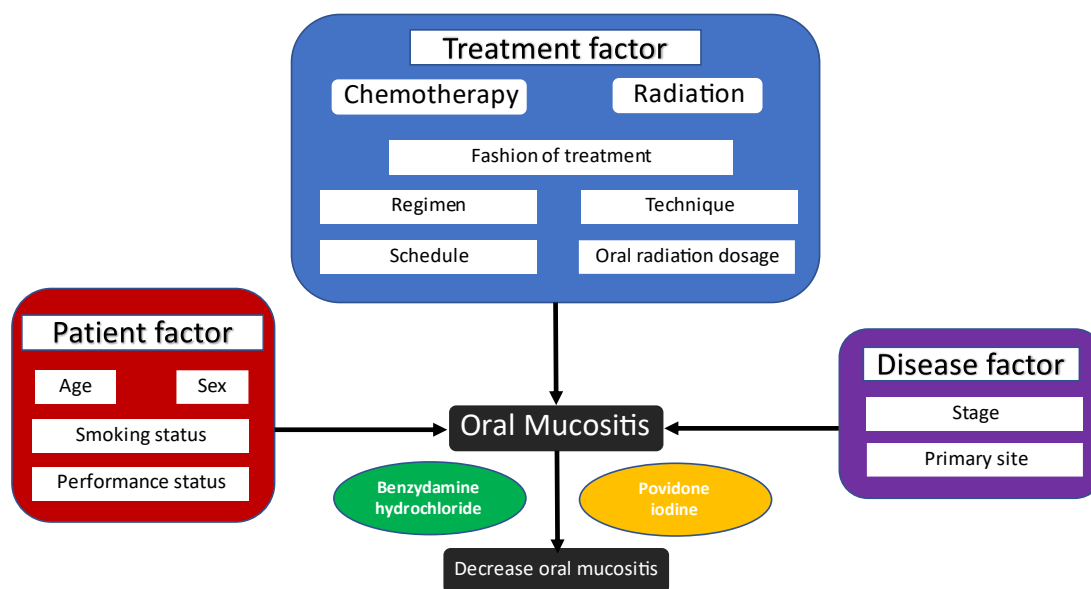 Treatment factor
Chemotherapy
Radiation
Fashion of treatment
Regimen
Technique
Schedule
Oral radiation dosage
Patient factor
Age
Sex
Smoking status
Performance status
Disease factor
Stage
Primary site
Oral Mucositis
Benzydamine
hydrochloride
Povidone
iodine
Decrease oral mucositis